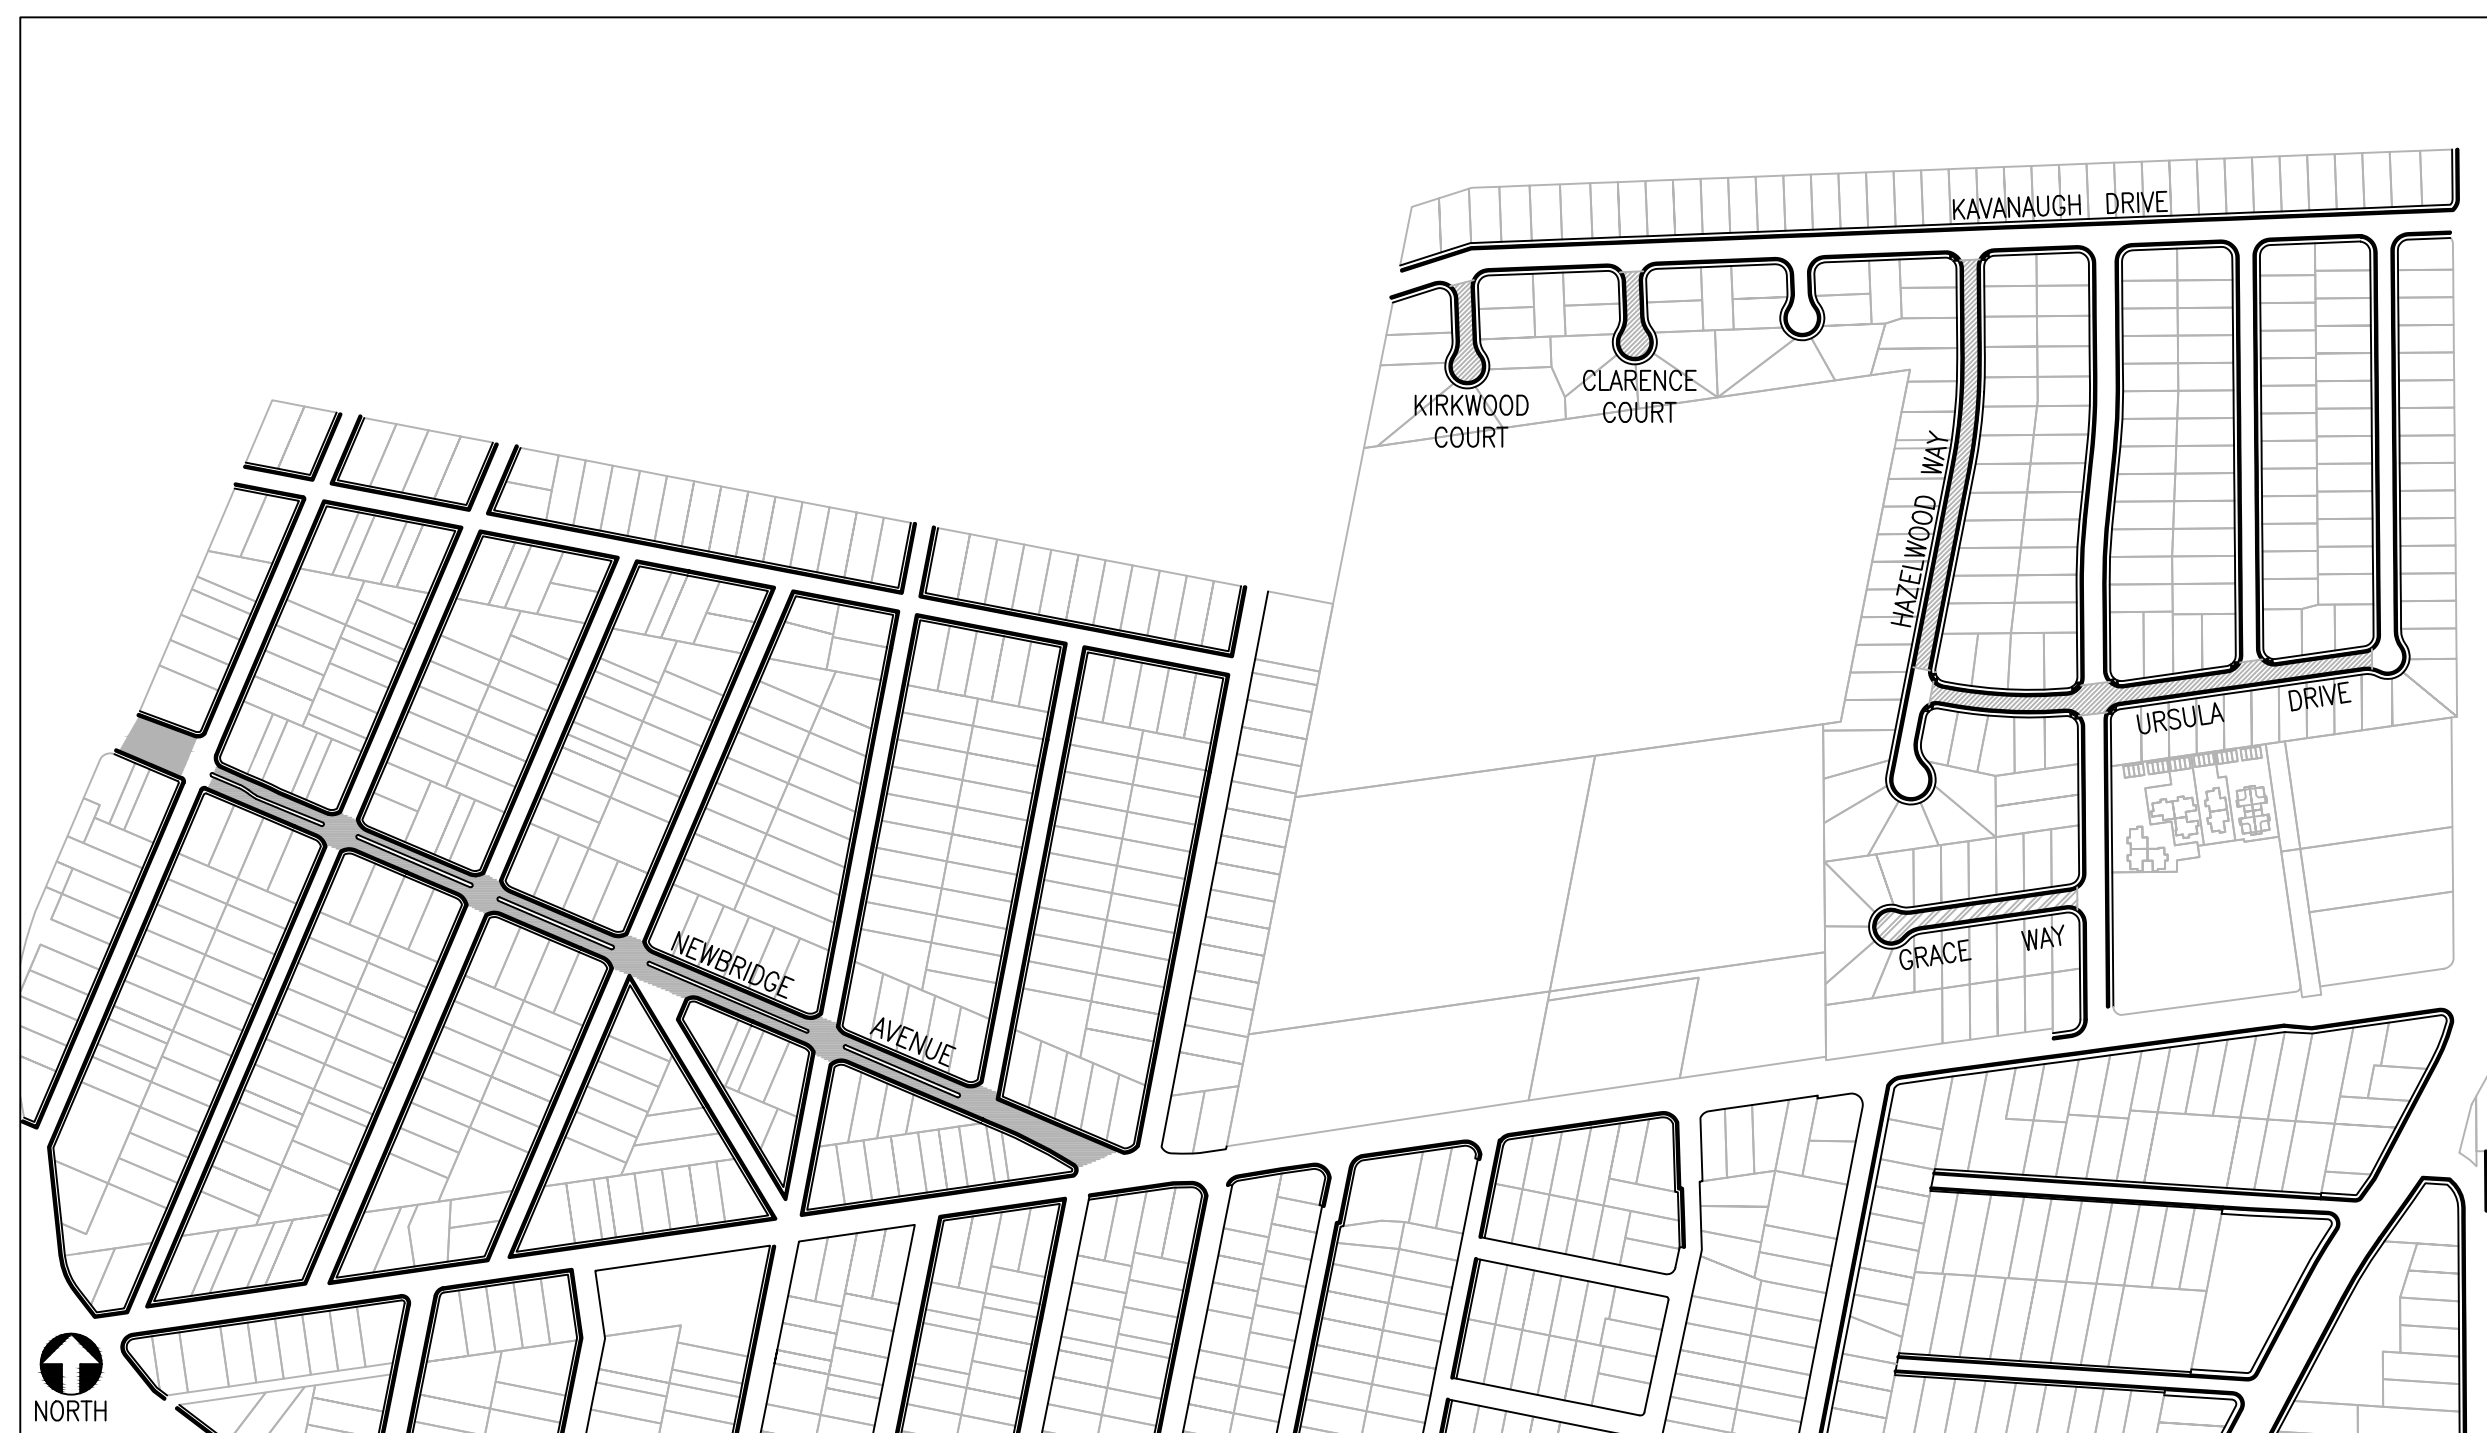 KAVANAUGH DRIVE
CLARENCE
COURT
KIRKWOOD
COURT
HAZELWOOD WAY
URSULA DRIVE
GRACE WAY
NEWBRIDGE
AVENUE
NORTH